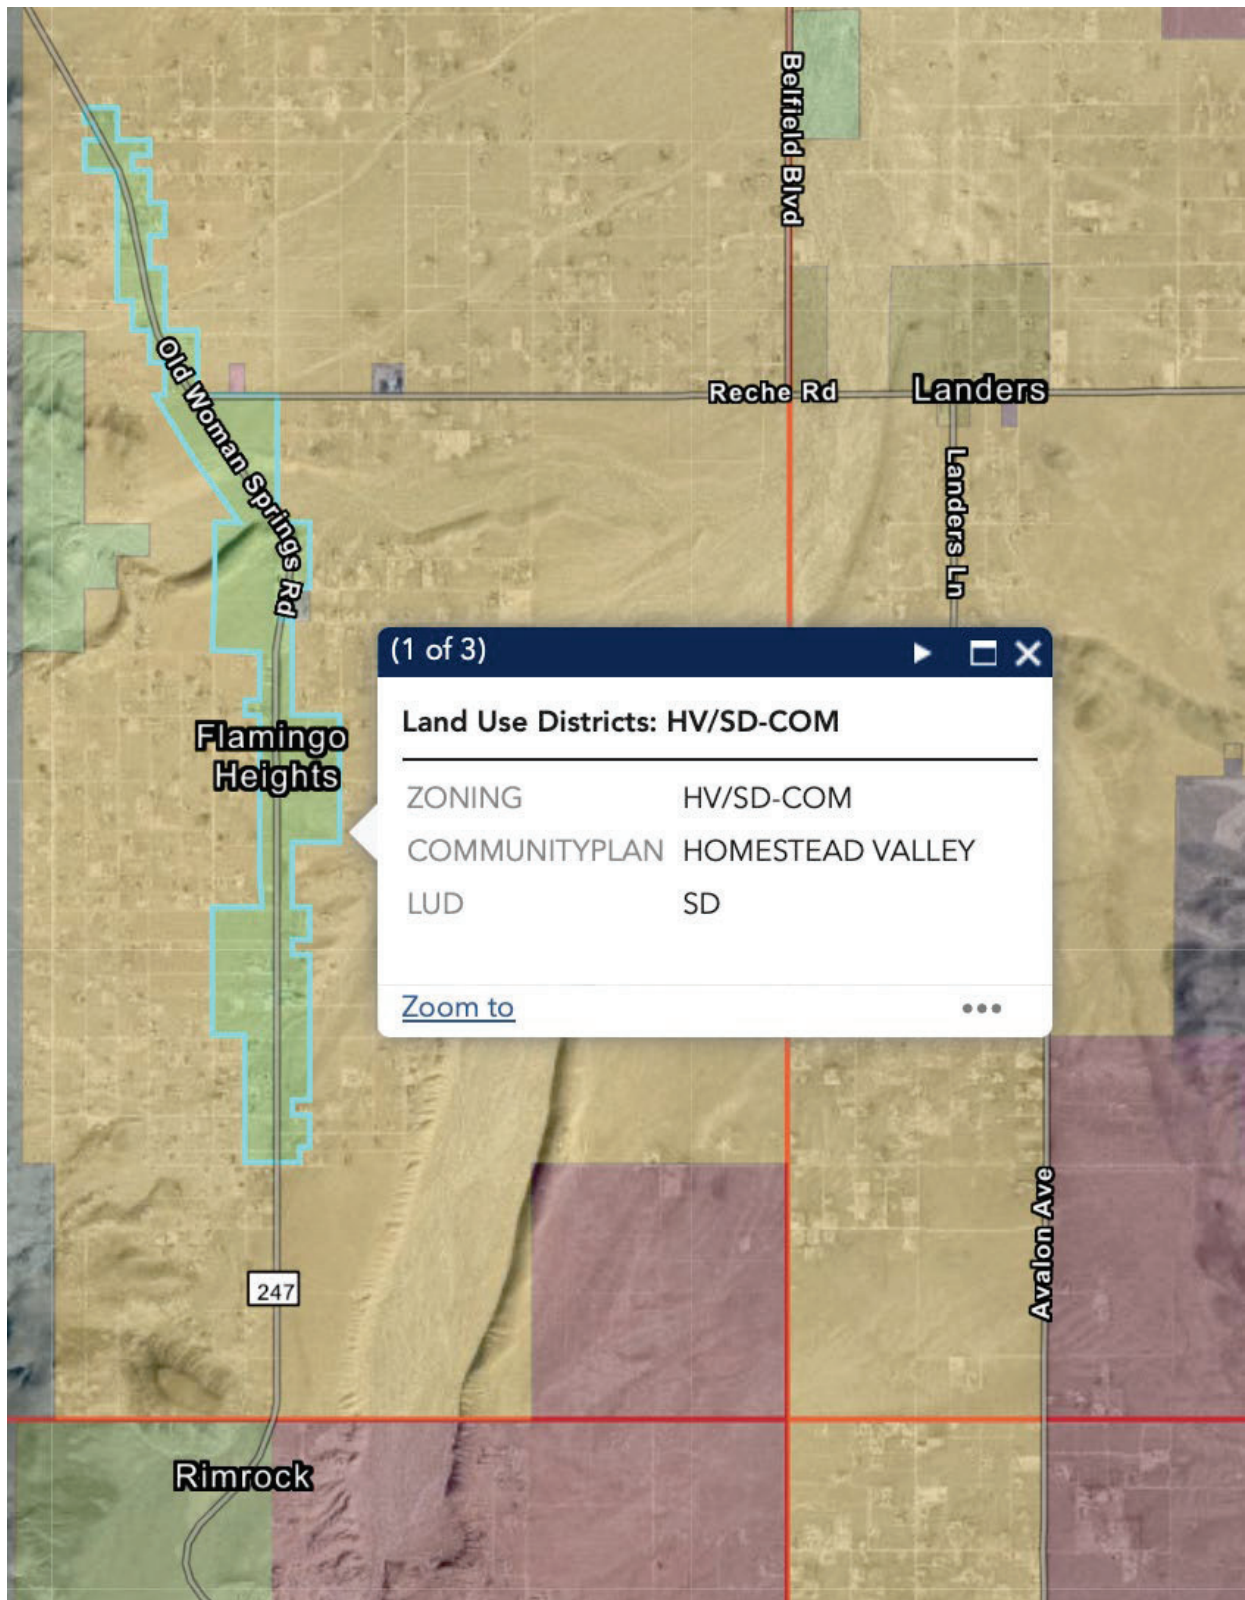 Belfield Blvd
Old Woman Springs Rd
Reche Rd
Landers
Landers Ln
(1 of 3)
Land Use Districts: HV/SD-COM
ZONING HV/SD-COM
COMMUNITYPLAN HOMESTEAD VALLEY
LUD SD
Zoom to
Flamingo
Heights
Avalon Ave
247
Rimrock